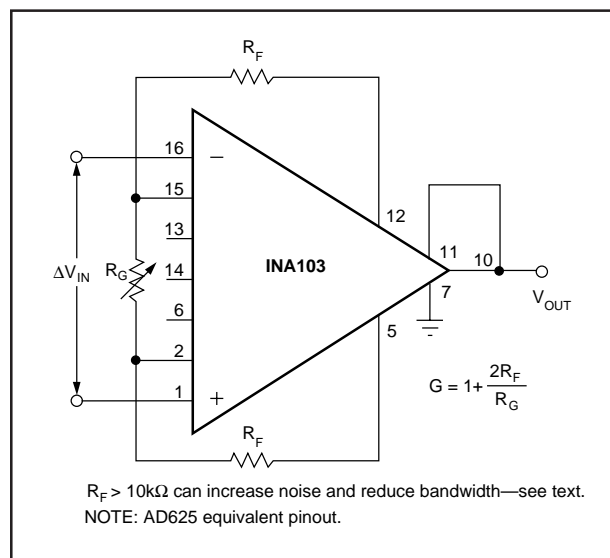 R_F
16
−
15
12
13
11
10
INA103
ΔV_IN
R_G
14
7
V_OUT
6
5
2
G = 1+ 2R_F / R_G
1
+
R_F
R_F > 10kΩ can increase noise and reduce bandwidth—see text.
NOTE: AD625 equivalent pinout.